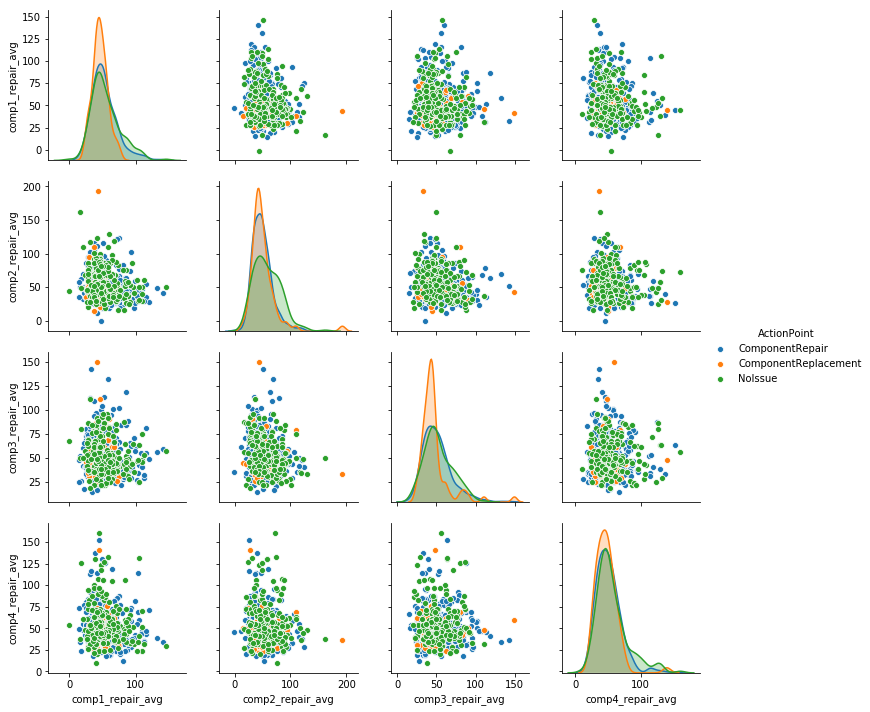 150
125
100
75
50
25
0
comp1_repair_avg
200
150
100
50
0
comp2_repair_avg
ActionPoint
ComponentRepair
ComponentReplacement
NoIssue
150
125
100
75
50
25
comp3_repair_avg
150
125
100
75
50
25
0
comp4_repair_avg
0 100
0 100 200
0 50 100 150
0 100
comp1_repair_avg comp2_repair_avg comp3_repair_avg comp4_repair_avg